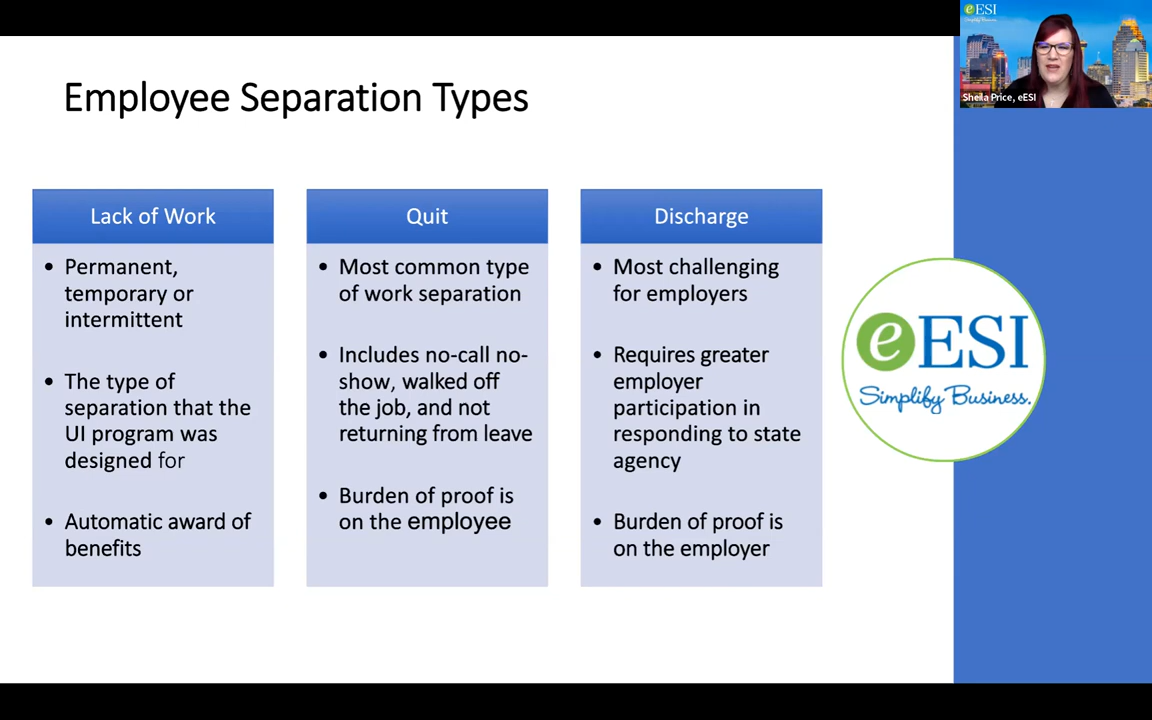 eESI
Simplify Business.
Sheila Price, eESI
Employee Separation Types
Lack of Work
• Permanent,
temporary or
intermittent
• The type of
separation that the
UI program was
designed for
• Automatic award of
benefits
Quit
• Most common type
of work separation
• Includes no-call no-
show, walked off
the job, and not
returning from leave
• Burden of proof is
on the employee
Discharge
• Most challenging
for employers
• Requires greater
employer
participation in
responding to state
agency
• Burden of proof is
on the employer
eESI
Simplify Business.